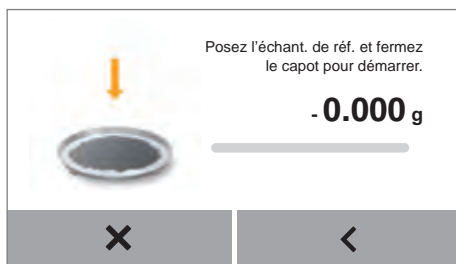 Posez l’échant. de réf. et fermez
le capot pour démarrer.
- 0.000 g